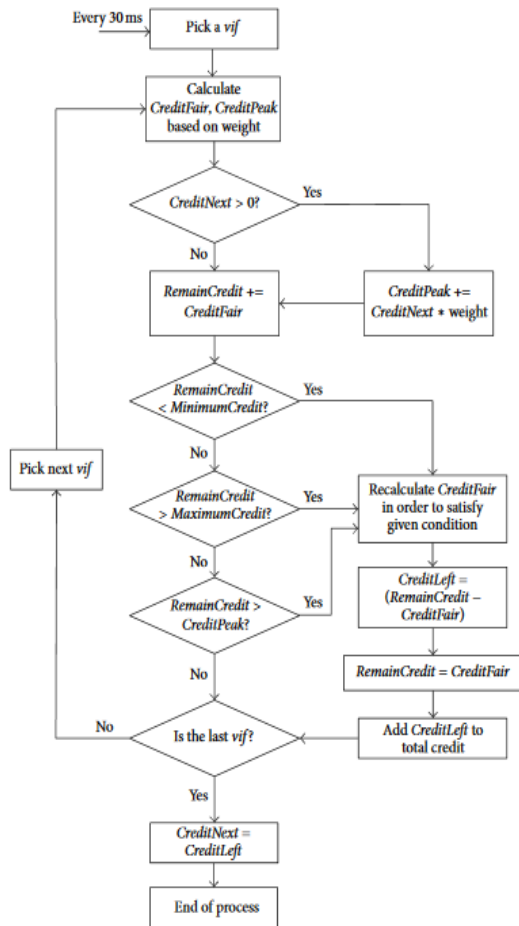 Every 30 ms
Pick a vif
Calculate
CreditFair, CreditPeak
based on weight
CreditNext > 0?
Yes
No
RemainCredit +=
CreditFair
CreditPeak +=
CreditNext * weight
RemainCredit
< MinimumCredit?
Yes
No
Pick next vif
RemainCredit
> MaximumCredit?
Yes
Recalculate CreditFair
in order to satisfy
given condition
No
CreditLeft =
(RemainCredit –
CreditFair)
RemainCredit >
CreditPeak?
Yes
RemainCredit = CreditFair
No
No
Is the last vif?
Add CreditLeft to
total credit
Yes
CreditNext =
CreditLeft
End of process